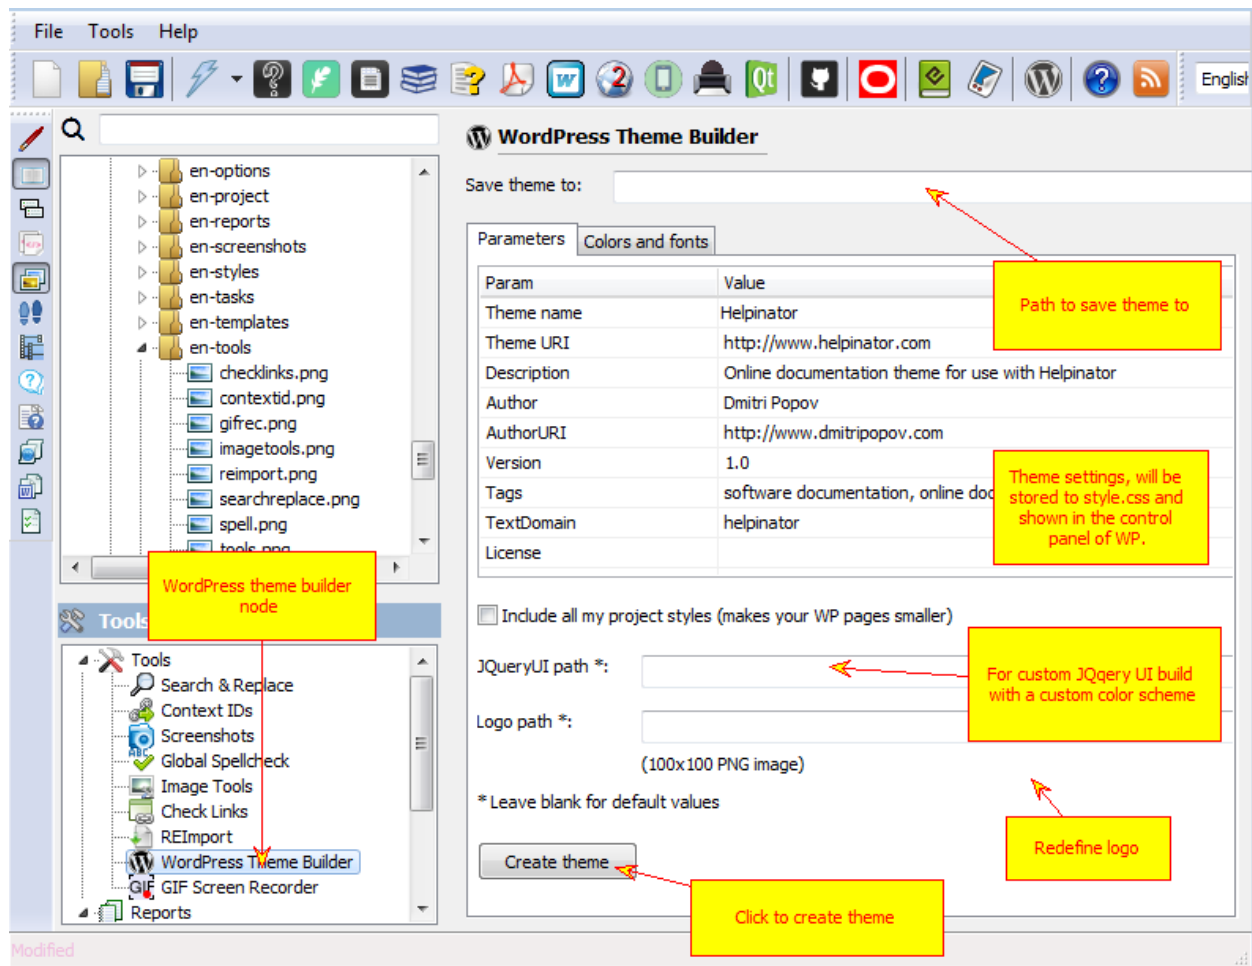 File Tools Help
2
W
Qt
English
WordPress Theme Builder
Save theme to:
en-options
en-project
en-reports
en-screenshots
en-styles
en-tasks
en-templates
en-tools
checklinks.png
contextid.png
gifrec.png
imagetools.png
reimport.png
searchreplace.png
spell.png
tools.png
WordPress theme builder
node
Tools
Tools
Search & Replace
Context IDs
Screenshots
ABC
Global Spellcheck
Image Tools
Check Links
REImport
WordPress Theme Builder
GIF
GIF Screen Recorder
Reports
Parameters Colors and fonts
Param Value
Theme name Helpinator
Theme URI http://www.helpinator.com
Description Online documentation theme for use with Helpinator
Author Dmitri Popov
AuthorURI http://www.dmitripopov.com
Version 1.0
Tags software documentation, online doc
TextDomain helpinator
License
Path to save theme to
Theme settings, will be
stored to style.css and
shown in the control
panel of WP.
Include all my project styles (makes your WP pages smaller)
JQueryUI path *:
For custom JQqery UI build
with a custom color scheme
Logo path *:
(100x100 PNG image)
* Leave blank for default values
Redefine logo
Create theme
Click to create theme
Modified